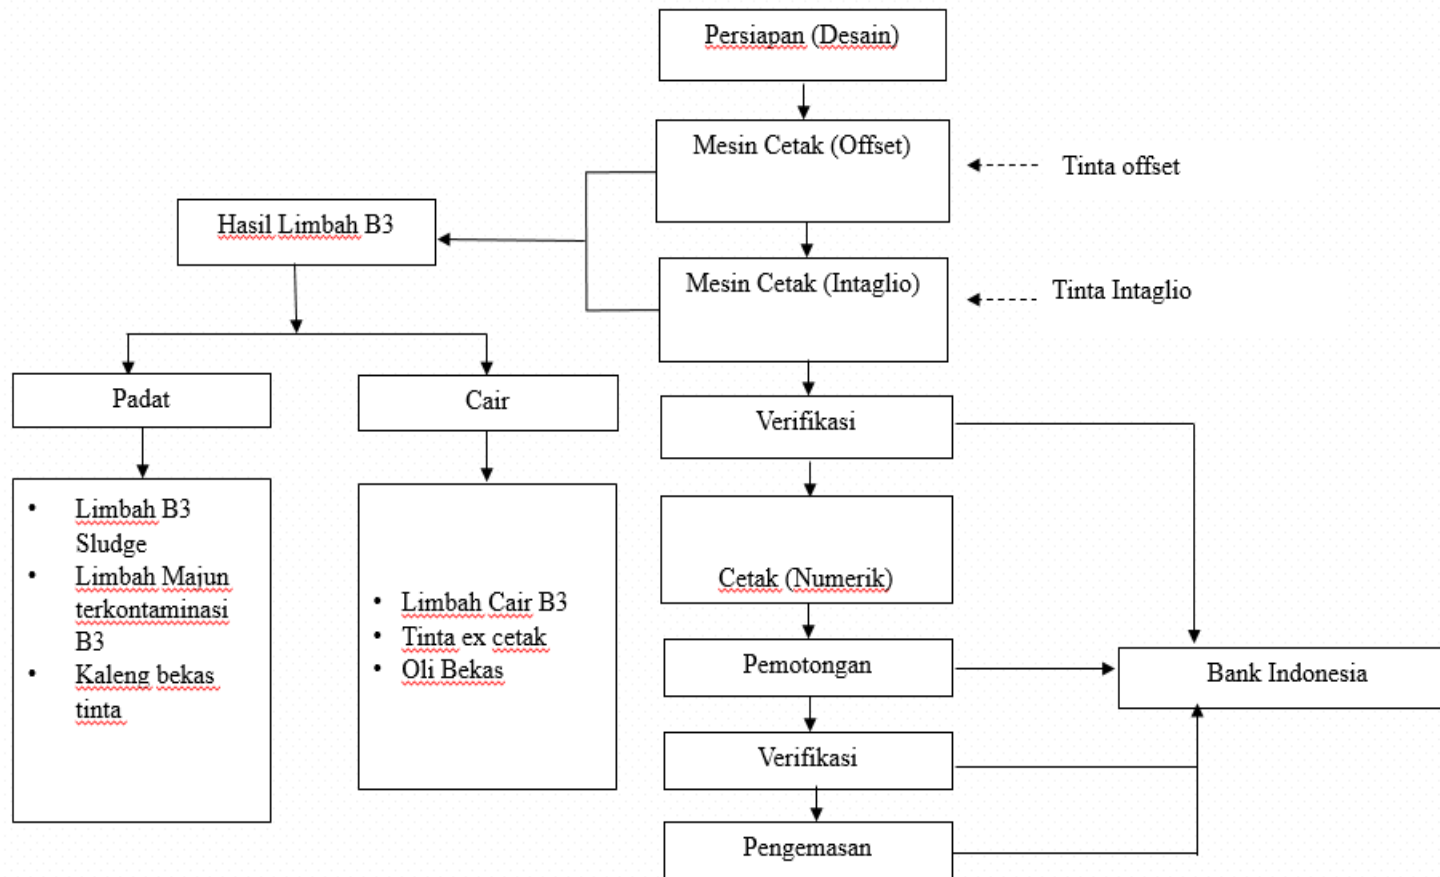 Persiapan (Desain)
Mesin Cetak (Offset)
Tinta offset
Hasil Limbah B3
Mesin Cetak (Intaglio)
Tinta Intaglio
Padat
Cair
Verifikasi
• Limbah B3
Sludge
• Limbah Majun
terkontaminasi
B3
• Kaleng bekas
tinta
• Limbah Cair B3
• Tinta ex cetak
• Oli Bekas
Cetak (Numerik)
Pemotongan
Bank Indonesia
Verifikasi
Pengemasan